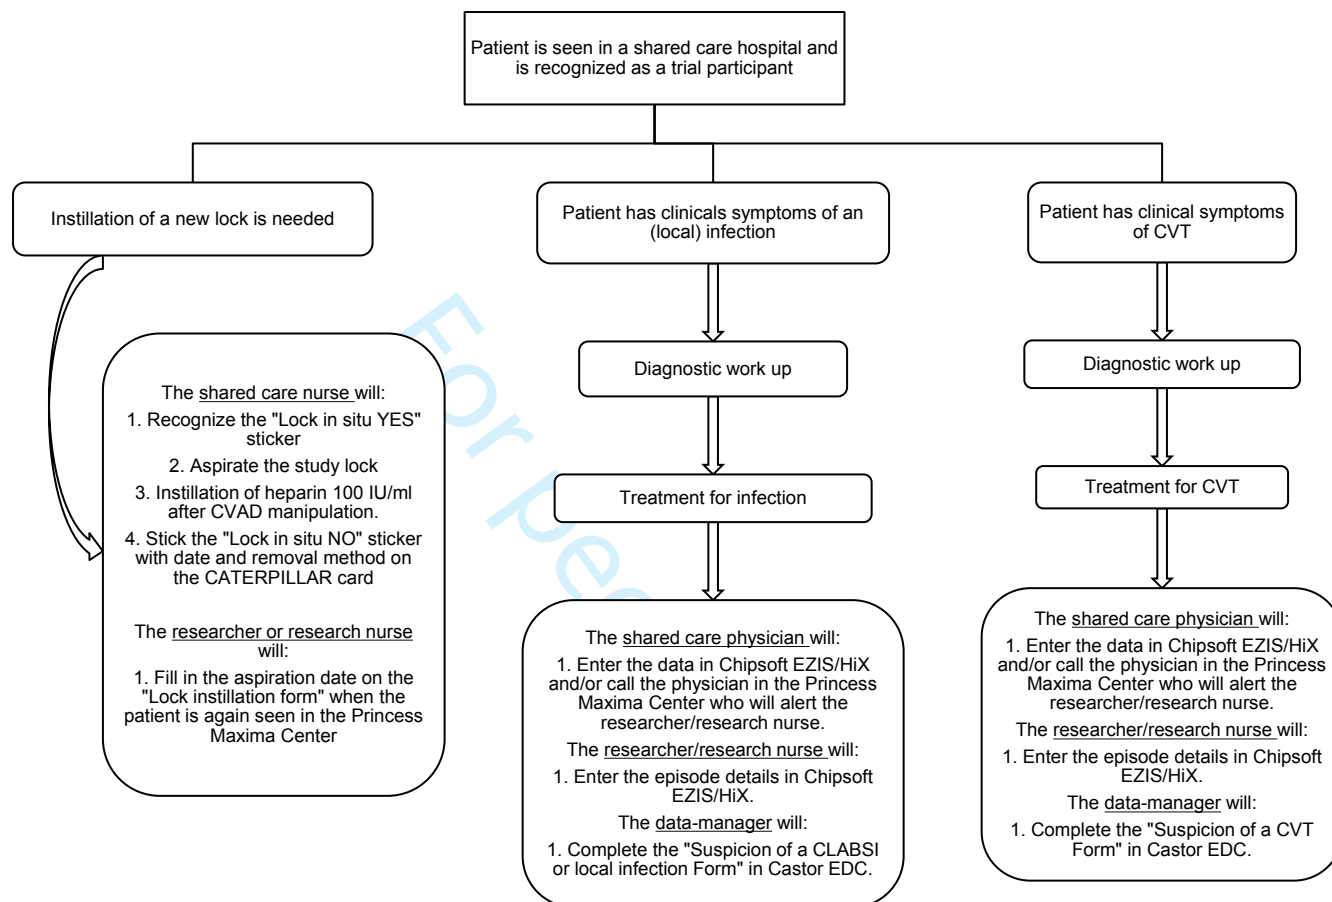 Patient is seen in a shared care hospital and
is recognized as a trial participant
Instillation of a new lock is needed
Patient has clinicals symptoms of an
(local) infection
Patient has clinical symptoms
of CVT
Diagnostic work up
Diagnostic work up
Treatment for infection
Treatment for CVT
The shared care nurse will:
1. Recognize the "Lock in situ YES"
sticker
2. Aspirate the study lock
3. Instillation of heparin 100 IU/ml
after CVAD manipulation.
4. Stick the "Lock in situ NO" sticker
with date and removal method on
the CATERPILLAR card
The researcher or research nurse
will:
1. Fill in the aspiration date on the
"Lock instillation form" when the
patient is again seen in the Princess
Maxima Center
The shared care physician will:
1. Enter the data in Chipsoft EZIS/HiX
and/or call the physician in the Princess
Maxima Center who will alert the
researcher/research nurse.
The researcher/research nurse will:
1. Enter the episode details in Chipsoft
EZIS/HiX.
The data-manager will:
1. Complete the "Suspicion of a CLABSI
or local infection Form" in Castor EDC.
The shared care physician will:
1. Enter the data in Chipsoft EZIS/HiX
and/or call the physician in the Princess
Maxima Center who will alert the
researcher/research nurse.
The researcher/research nurse will:
1. Enter the episode details in Chipsoft
EZIS/HiX.
The data-manager will:
1. Complete the "Suspicion of a CVT
Form" in Castor EDC.
For pee